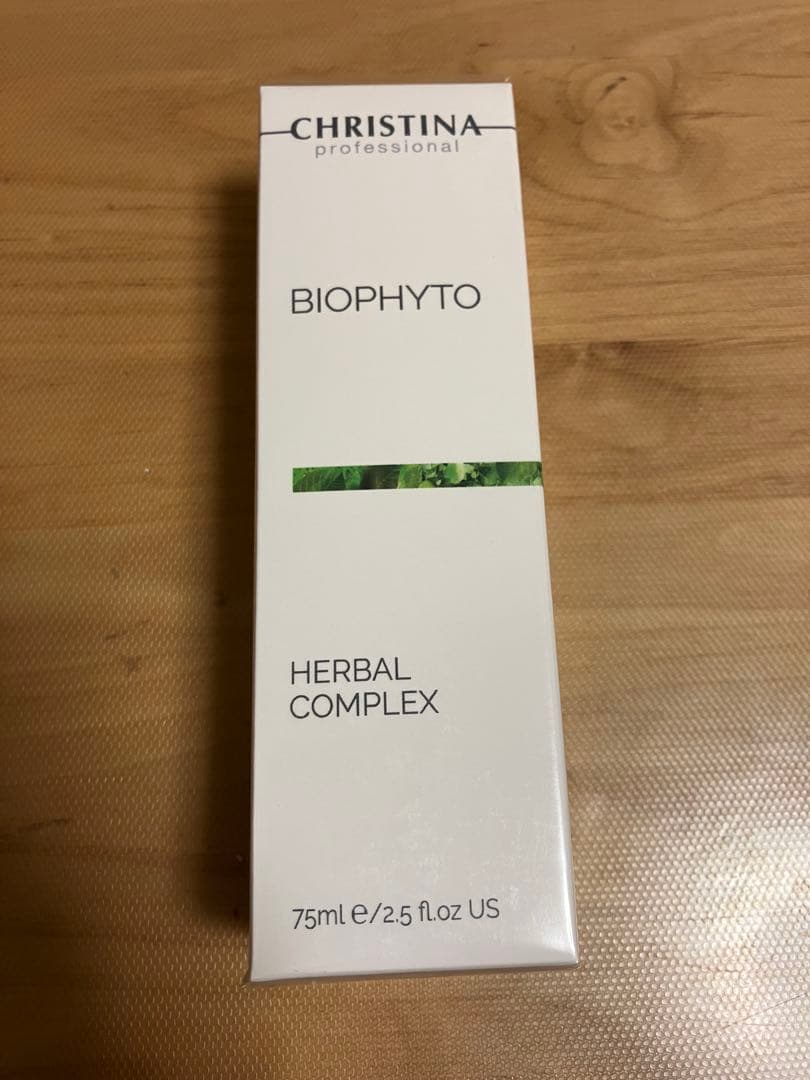 CHRISTINA
professional
BIOPHYTO
HERBAL
COMPLEX
75ml e/2.5 fl.oz US